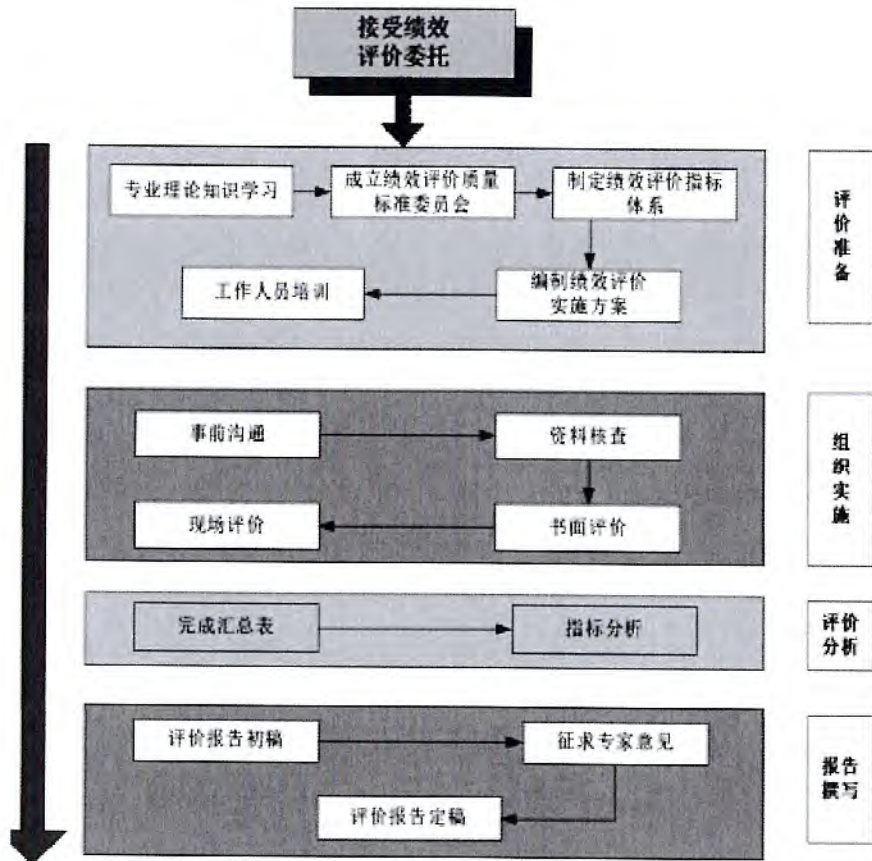 接受绩效
评价委托
专业理论知识学习
成立绩效评价质量
标准委员会
制定绩效评价指标
体系
编制绩效评价
实施方案
工作人员培训
评
价
准
备
事前沟通
资料核查
书面评价
现场评价
组
织
实
施
完成汇总表
指标分析
评价
分析
评价报告初稿
征求专家意见
评价报告定稿
报告
撰写